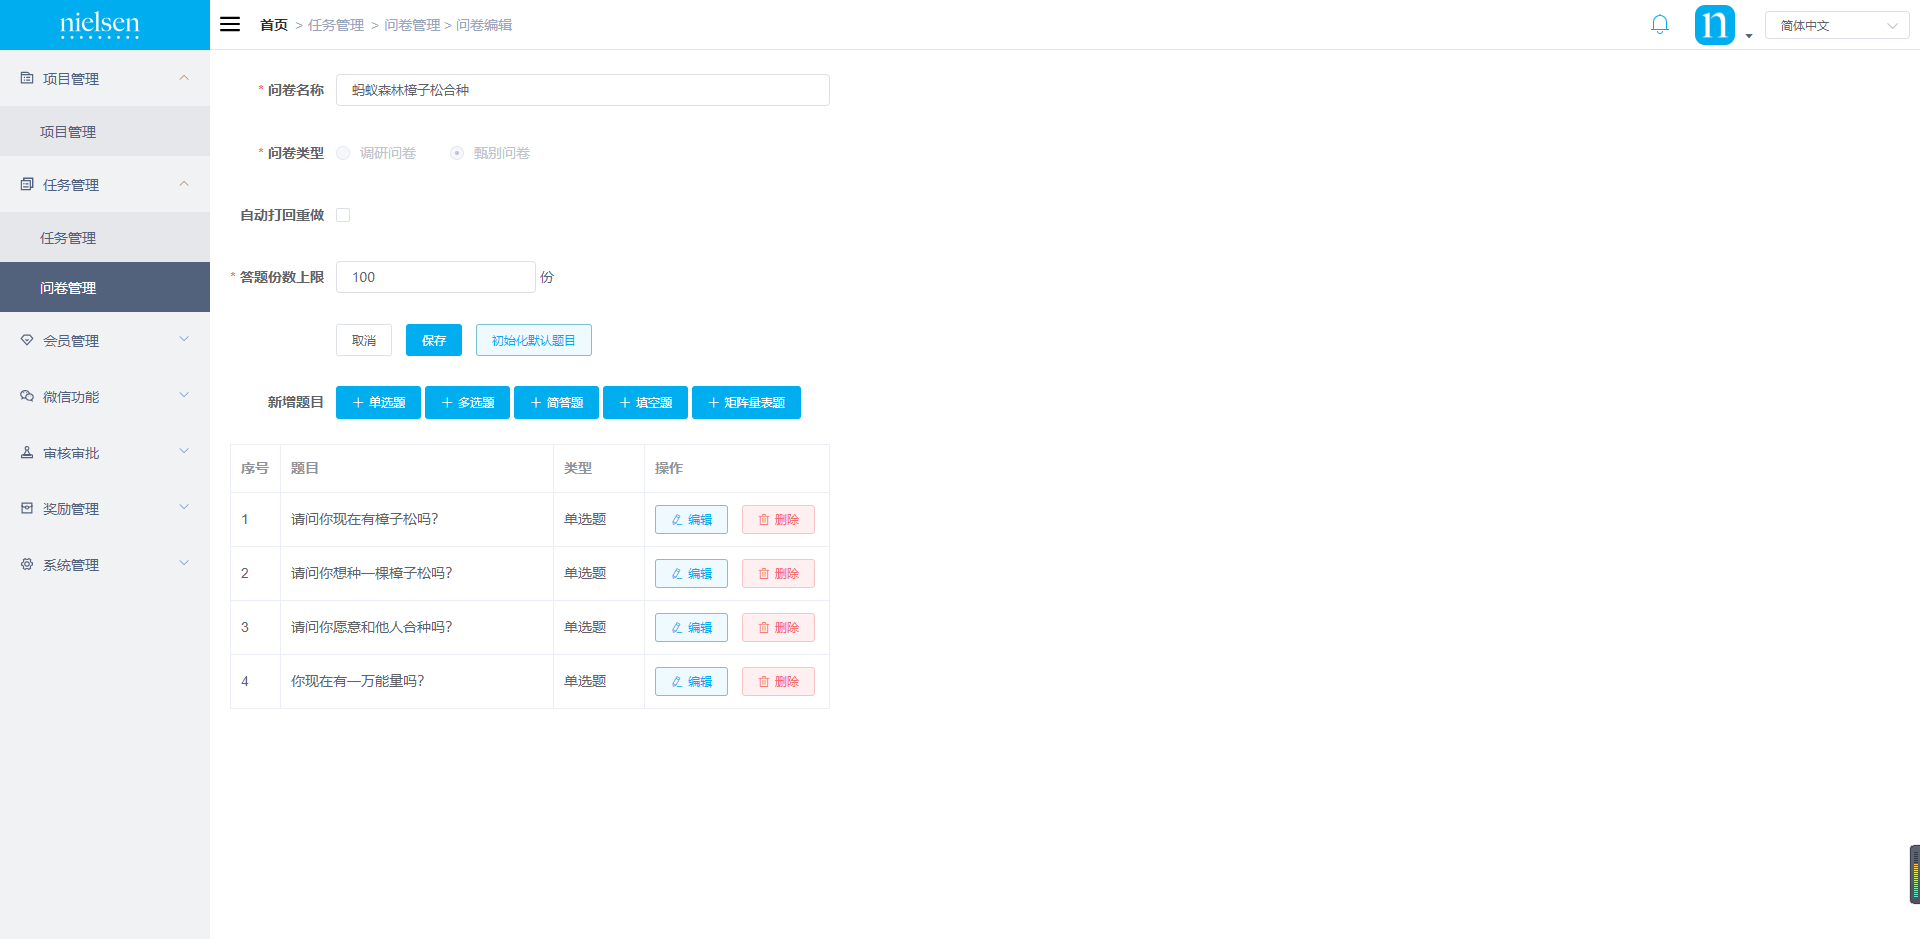 nielsen
首页 > 任务管理 > 问卷管理 > 问卷编辑
n
简体中文
项目管理
项目管理
任务管理
任务管理
问卷管理
会员管理
微信功能
审核审批
奖励管理
系统管理
* 问卷名称 蚂蚁森林樟子松合种
* 问卷类型 调研问卷 甄别问卷
自动打回重做
* 答题份数上限 100 份
取消 保存 初始化默认题目
新增题目 + 单选题 + 多选题 + 简答题 + 填空题 + 矩阵量表题
序号 题目 类型 操作
1 请问你现在有樟子松吗? 单选题 编辑 删除
2 请问你想种一棵樟子松吗? 单选题 编辑 删除
3 请问你愿意和他人合种吗? 单选题 编辑 删除
4 你现在有一万能量吗? 单选题 编辑 删除